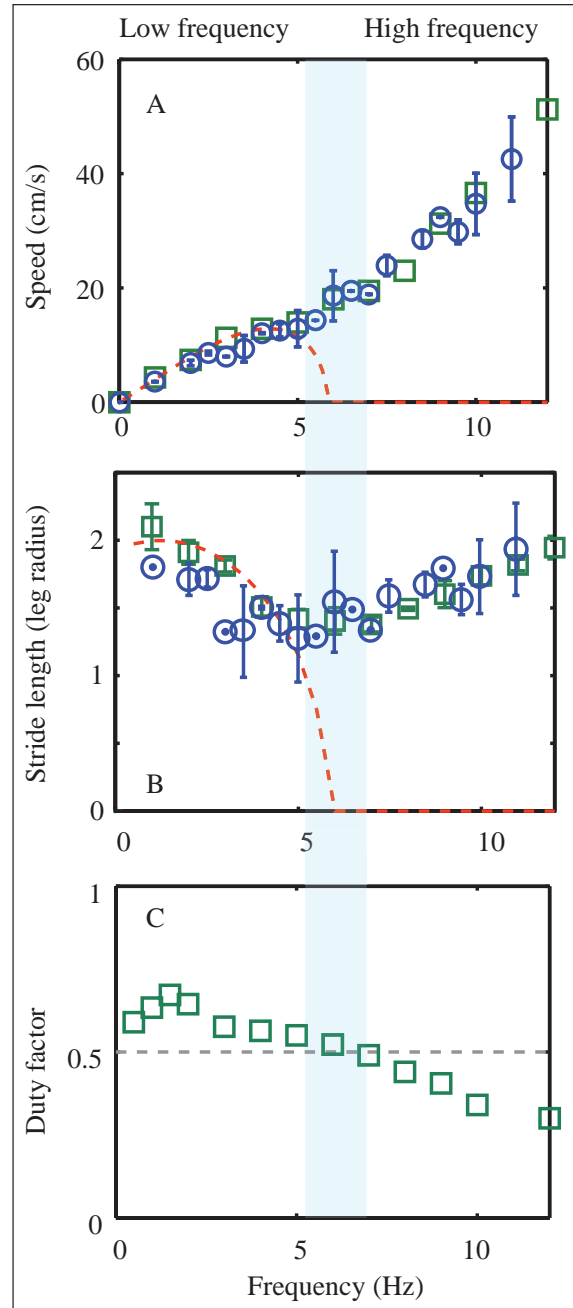 Low frequency High frequency
60
A
40
Speed (cm/s)
20
0
0 5 10
2
Stride length (leg radius)
1
B
0
0 5 10
1
C
Duty factor
0.5
0
0 5 10
Frequency (Hz)